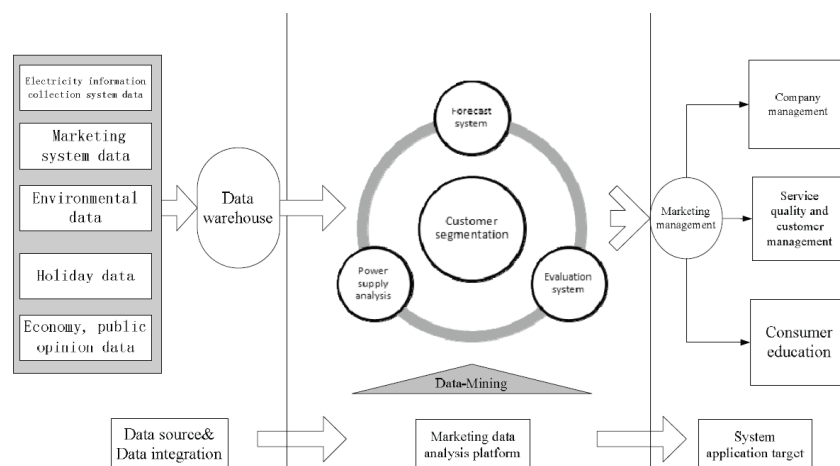 Electricity information
collection system data
Marketing
system data
Environmental
data
Holiday data
Economy, public
opinion data
Data
warehouse
Forecast
system
Customer
segmentation
Power
supply
analysis
Evaluation
system
Data-Mining
Marketing
management
Company
management
Service
quality and
customer
management
Consumer
education
Data source&
Data integration
Marketing data
analysis platform
System
application target